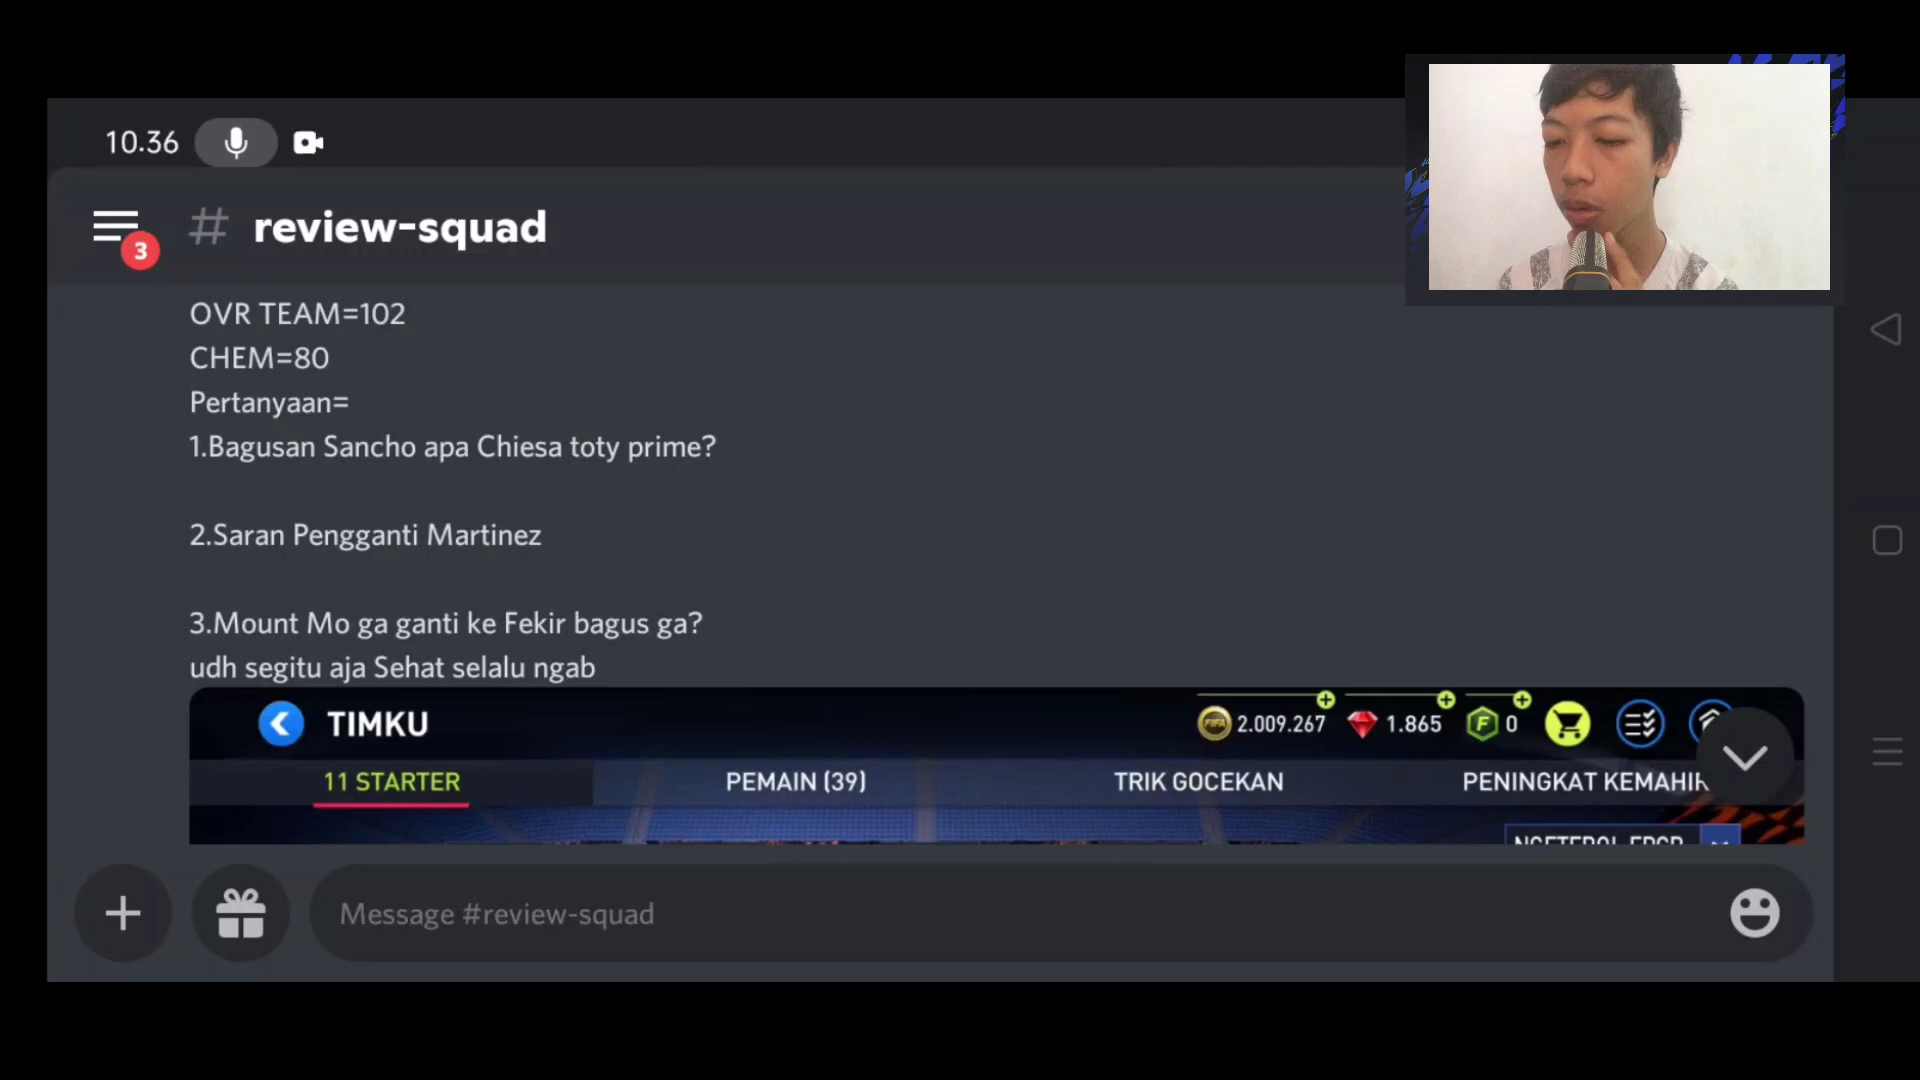 10.36
3
# review-squad
OVR TEAM=102
CHEM=80
Pertanyaan=
1.Bagusan Sancho apa Chiesa toty prime?
2.Saran Pengganti Martinez
3.Mount Mo ga ganti ke Fekir bagus ga?
udh segitu aja Sehat selalu ngab
TIMKU
FIFA 2.009.267 1.865 F 0
11 STARTER PEMAIN (39) TRIK GOCEKAN PENINGKAT KEMAHIR
Message #review-squad